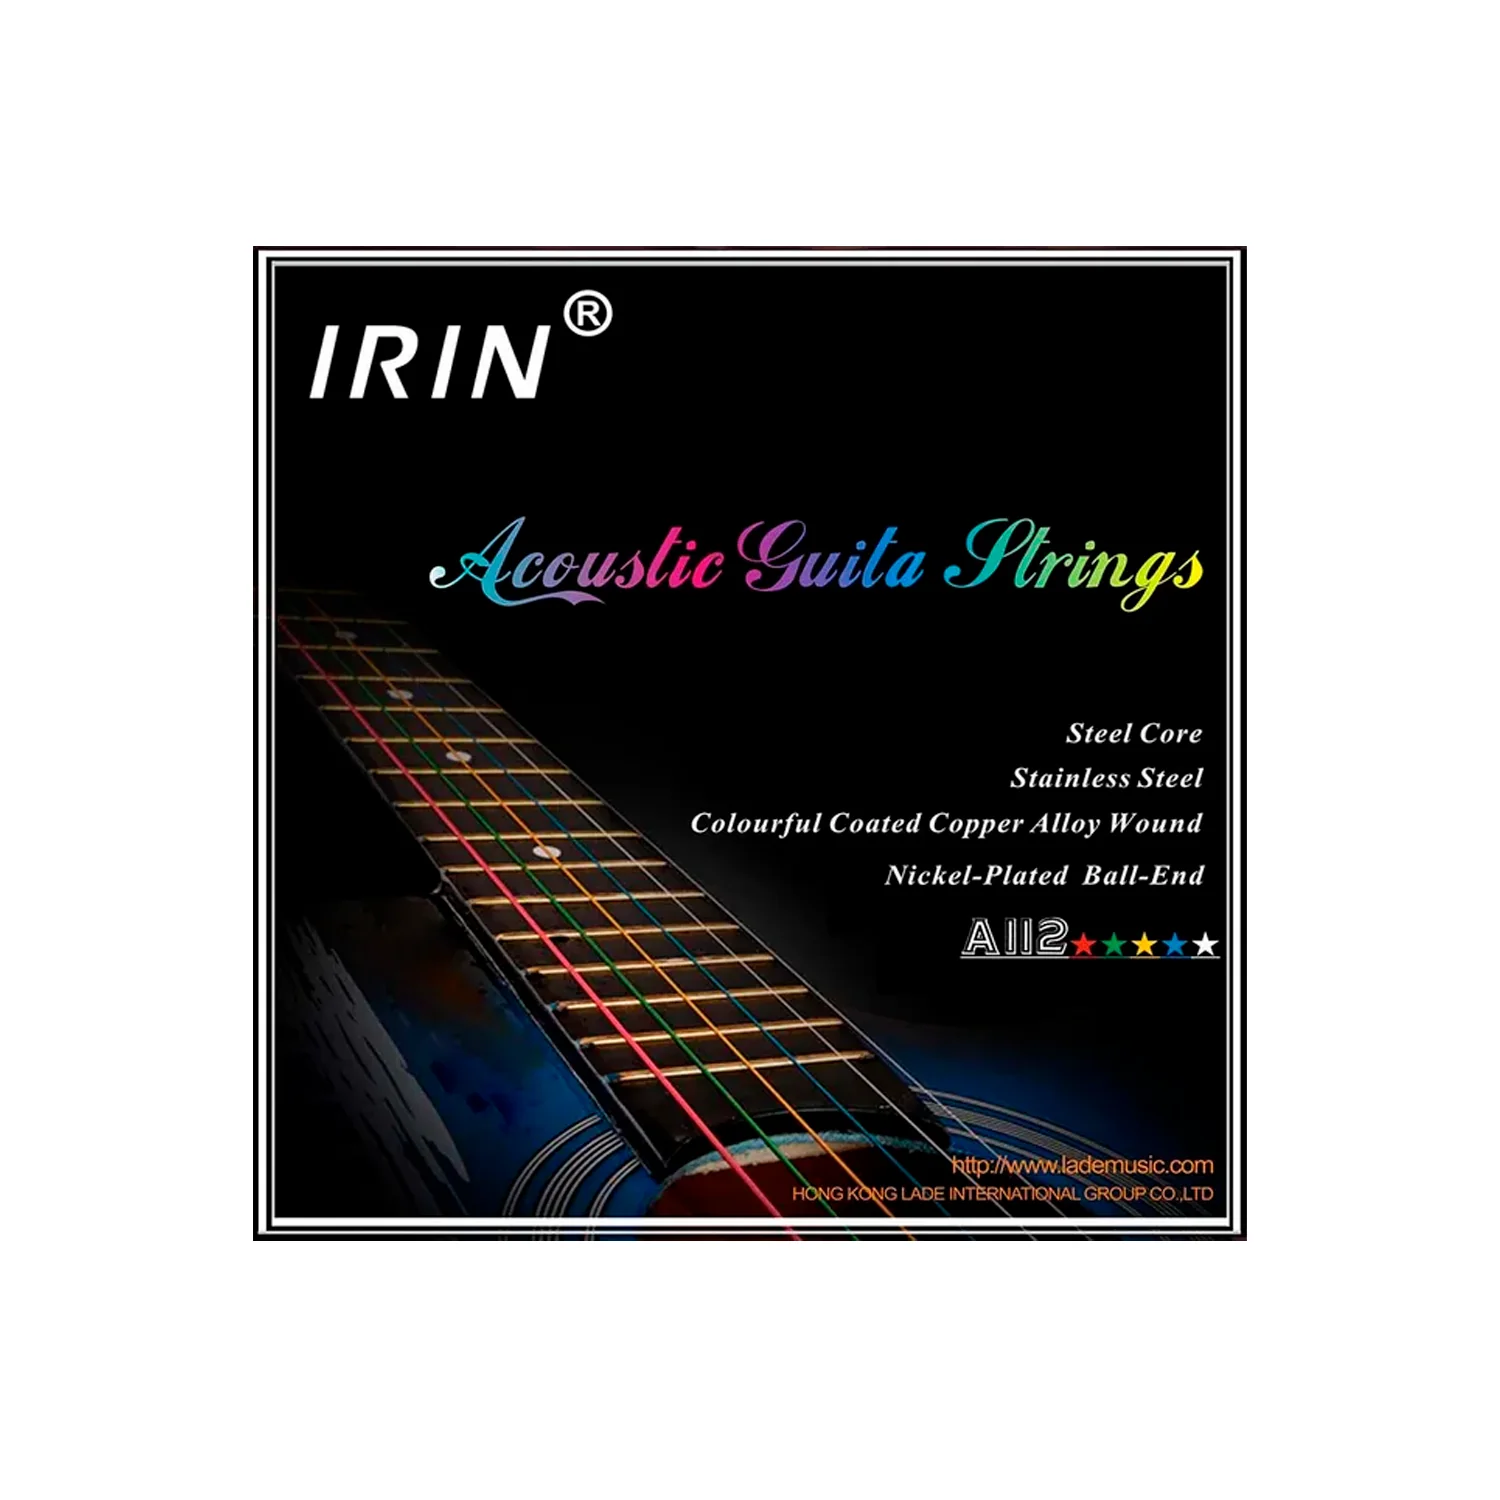 IRIN®
Acoustic Guita Strings
Steel Core
Stainless Steel
Colourful Coated Copper Alloy Wound
Nickel-Plated Ball-End
A112★★★★★
http://www.lademusic.com
HONG KONG LADE INTERNATIONAL GROUP CO.,LTD